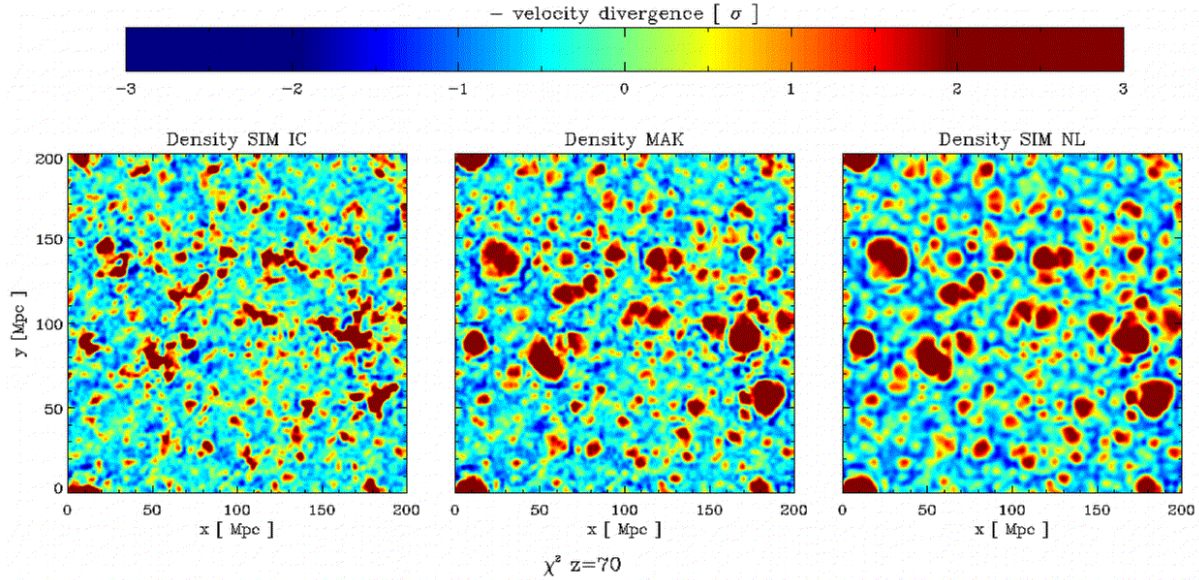 − velocity divergence [ σ ]
-3 -2 -1 0 1 2 3
Density SIM IC Density MAK Density SIM NL
200
150
100
50
0
y [Mpc ]
0 50 100 150 200 0 50 100 150 200 0 50 100 150 200
x [ Mpc ] x [ Mpc ] x [ Mpc ]
χ² z=70